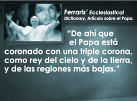 Ferraris' Ecclesiastical
Dictionary, Artículo sobre el Papa.
“De ahí que
el Papa está
coronado con una triple corona,
como rey del cielo y de la tierra,
y de las regiones más bajas.”